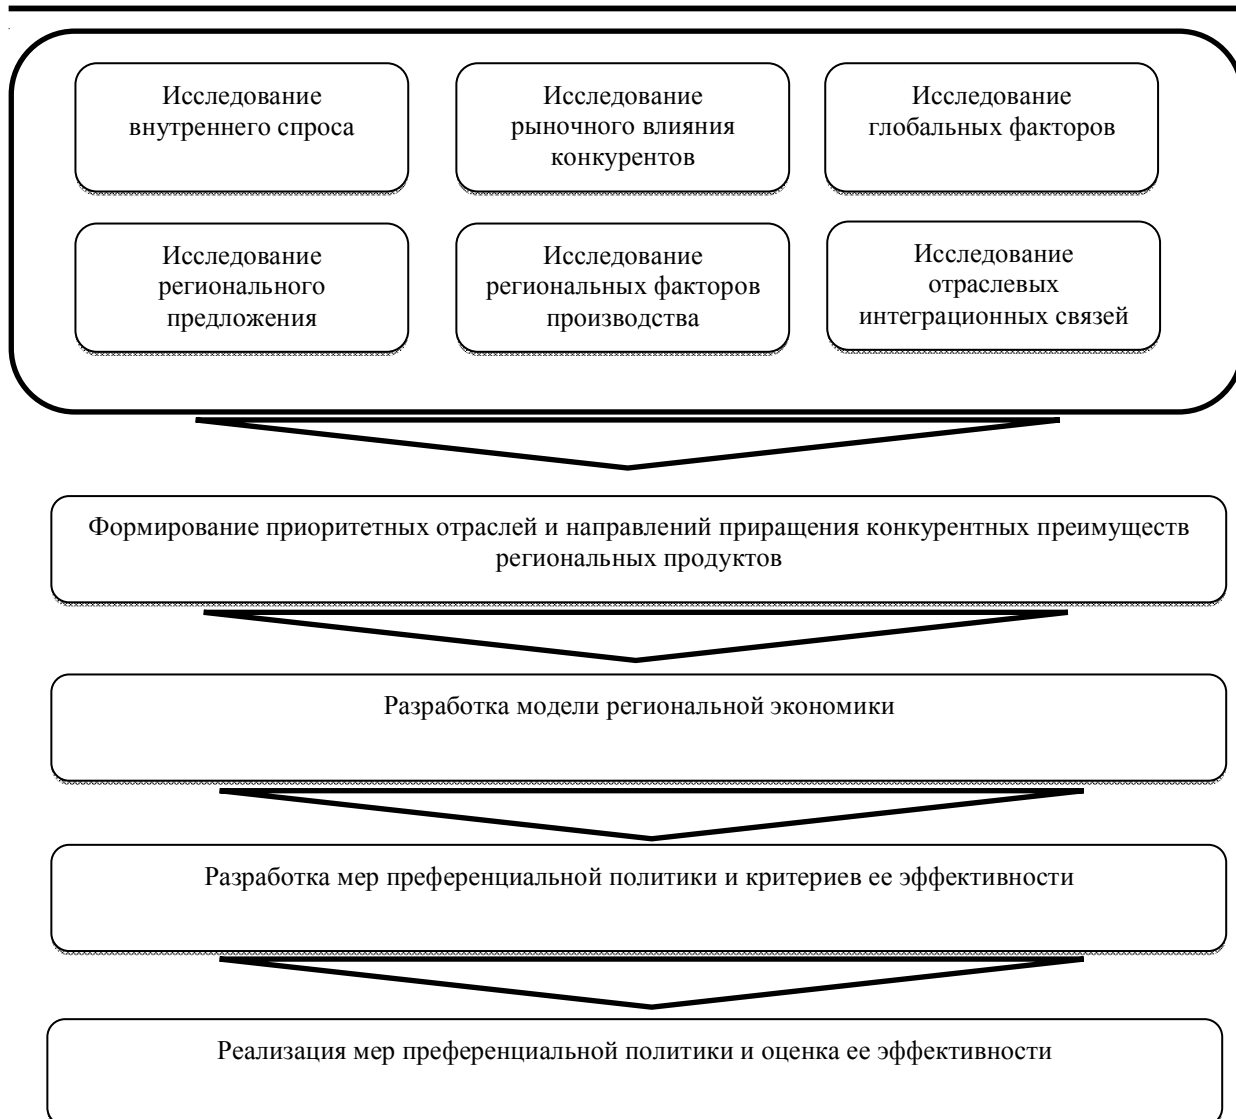 Исследование
внутреннего спроса
Исследование
рыночного влияния
конкурентов
Исследование
глобальных факторов
Исследование
регионального
предложения
Исследование
региональных факторов
производства
Исследование
отраслевых
интеграционных связей
Формирование приоритетных отраслей и направлений приращения конкурентных преимуществ
региональных продуктов
Разработка модели региональной экономики
Разработка мер преференциальной политики и критериев ее эффективности
Реализация мер преференциальной политики и оценка ее эффективности